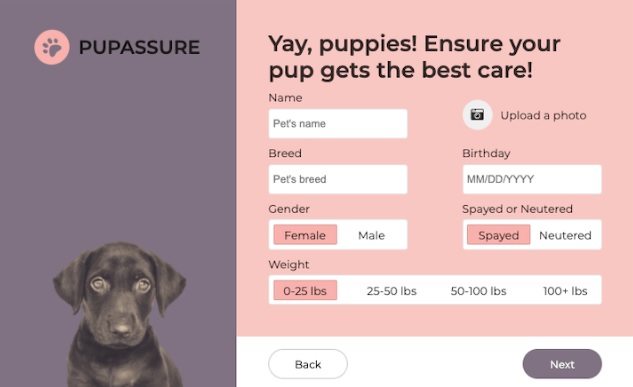 PUPASSURE
Yay, puppies! Ensure your
pup gets the best care!
Name
Pet's name
Upload a photo
Breed
Pet's breed
Birthday
MM/DD/YYYY
Gender
Female Male
Spayed or Neutered
Spayed Neutered
Weight
0-25 lbs 25-50 lbs 50-100 lbs 100+ lbs
Back
Next